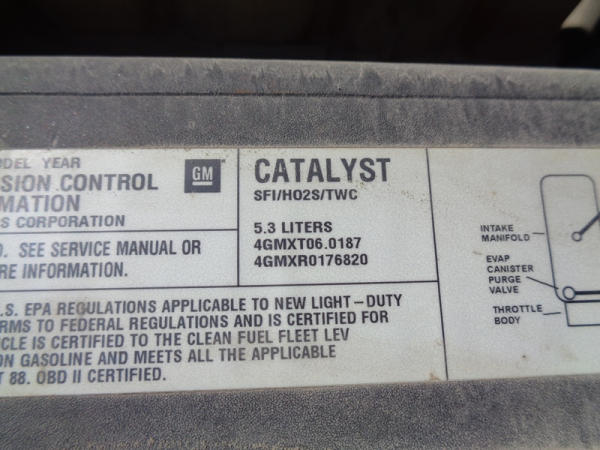 MODEL YEAR
SION CONTROL
RMATION
S CORPORATION
GM
O. SEE SERVICE MANUAL OR
RE INFORMATION.
CATALYST
SFI/HO2S/TWC
5.3 LITERS
4GMXT06.0187
4GMXR0176820
.S. EPA REGULATIONS APPLICABLE TO NEW LIGHT-DUTY
RMS TO FEDERAL REGULATIONS AND IS CERTIFIED FOR
ICLE IS CERTIFIED TO THE CLEAN FUEL FLEET LEV
ON GASOLINE AND MEETS ALL THE APPLICABLE
T 88. OBD II CERTIFIED.
INTAKE
MANIFOLD
EVAP
CANISTER
PURGE
VALVE
THROTTLE
BODY